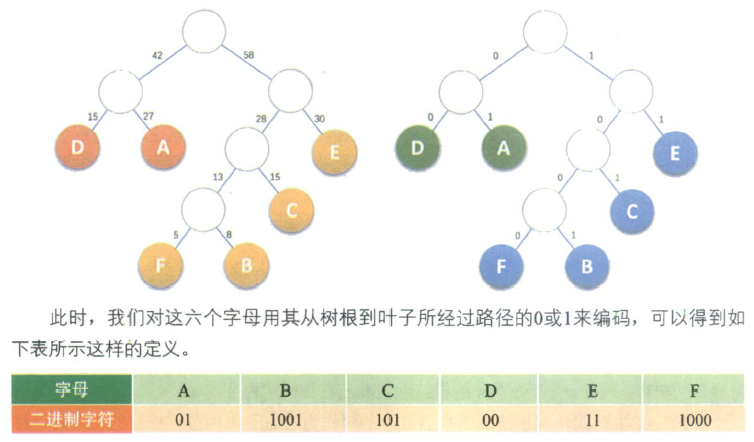 42 58 0 1
15 27 28 30 0 1 0 1
D A E D A E
13 15 0 1
C C
5 8 0 1
F B F B
此时，我们对这六个字母用其从树根到叶子所经过路径的0或1来编码，可以得到如
下表所示这样的定义。
字母 A B C D E F
二进制字符 01 1001 101 00 11 1000